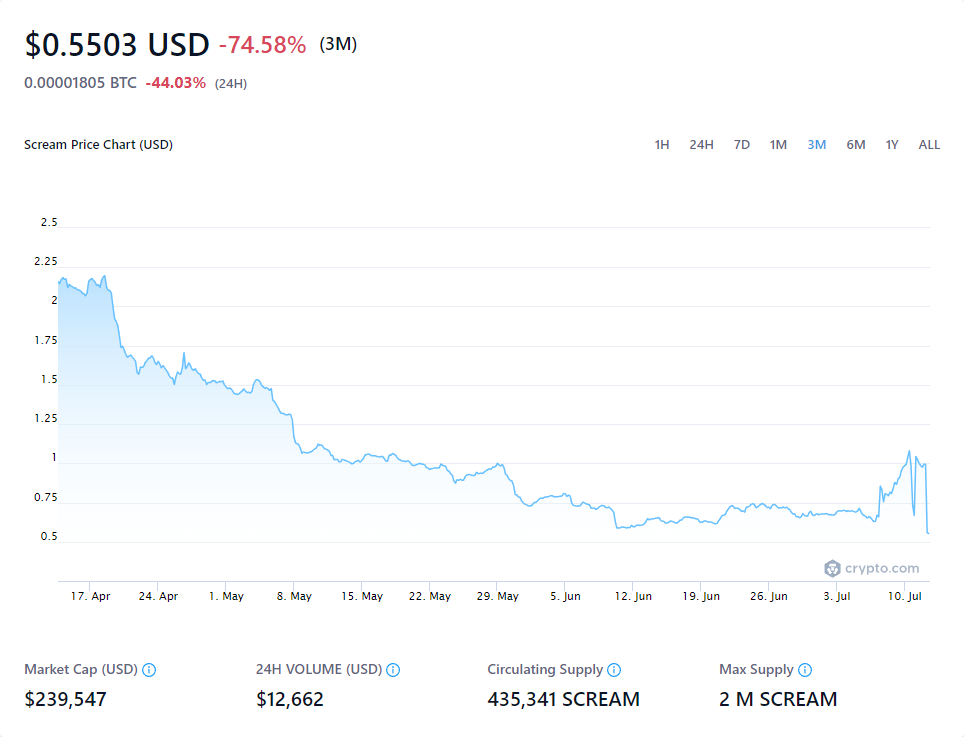 $0.5503 USD -74.58% (3M)
0.00001805 BTC -44.03% (24H)
Scream Price Chart (USD)
1H 24H 7D 1M 3M 6M 1Y ALL
2.5
2.25
2
1.75
1.5
1.25
1
0.75
0.5
crypto.com
17. Apr 24. Apr 1. May 8. May 15. May 22. May 29. May 5. Jun 12. Jun 19. Jun 26. Jun 3. Jul 10. Jul
Market Cap (USD) 24H VOLUME (USD) Circulating Supply Max Supply
$239,547 $12,662 435,341 SCREAM 2 M SCREAM